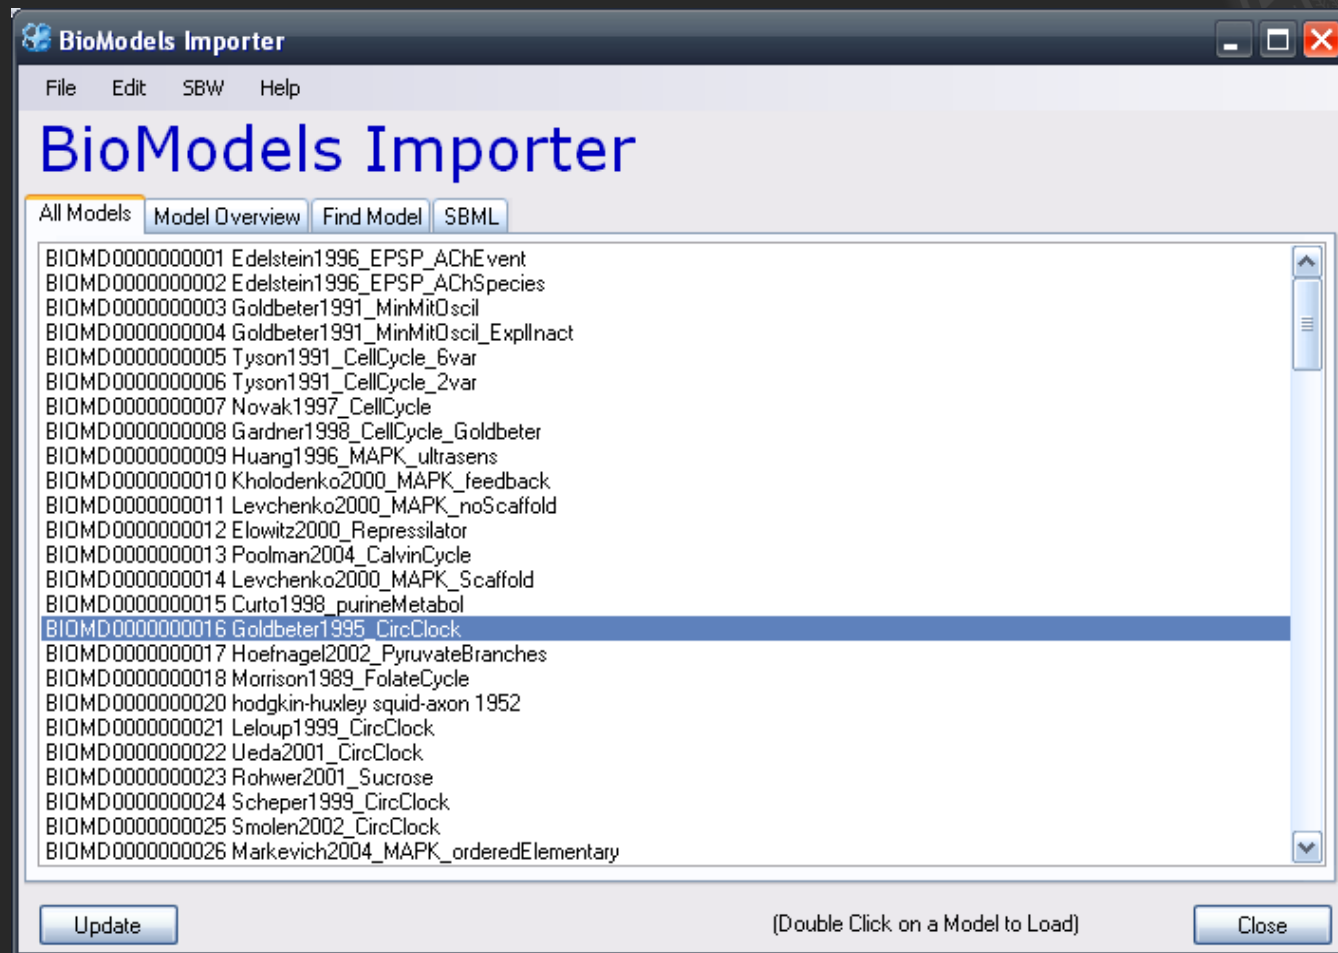 BioModels Importer
File Edit SBW Help
BioModels Importer
All Models Model Overview Find Model SBML
BIOMD0000000001 Edelstein1996_EPSP_AChEvent
BIOMD0000000002 Edelstein1996_EPSP_AChSpecies
BIOMD0000000003 Goldbeter1991_MinMitOscil
BIOMD0000000004 Goldbeter1991_MinMitOscil_ExplInact
BIOMD0000000005 Tyson1991_CellCycle_6var
BIOMD0000000006 Tyson1991_CellCycle_2var
BIOMD0000000007 Novak1997_CellCycle
BIOMD0000000008 Gardner1998_CellCycle_Goldbeter
BIOMD0000000009 Huang1996_MAPK_ultrasens
BIOMD0000000010 Kholodenko2000_MAPK_feedback
BIOMD0000000011 Levchenko2000_MAPK_noScaffold
BIOMD0000000012 Elowitz2000_Repressilator
BIOMD0000000013 Poolman2004_CalvinCycle
BIOMD0000000014 Levchenko2000_MAPK_Scaffold
BIOMD0000000015 Curto1998_purineMetabol
BIOMD0000000016 Goldbeter1995_CircClock
BIOMD0000000017 Hoefnagel2002_PyruvateBranches
BIOMD0000000018 Morrison1989_FolateCycle
BIOMD0000000020 hodgkin-huxley squid-axon 1952
BIOMD0000000021 Leloup1999_CircClock
BIOMD0000000022 Ueda2001_CircClock
BIOMD0000000023 Rohwer2001_Sucrose
BIOMD0000000024 Scheper1999_CircClock
BIOMD0000000025 Smolen2002_CircClock
BIOMD0000000026 Markevich2004_MAPK_orderedElementary
Update (Double Click on a Model to Load) Close